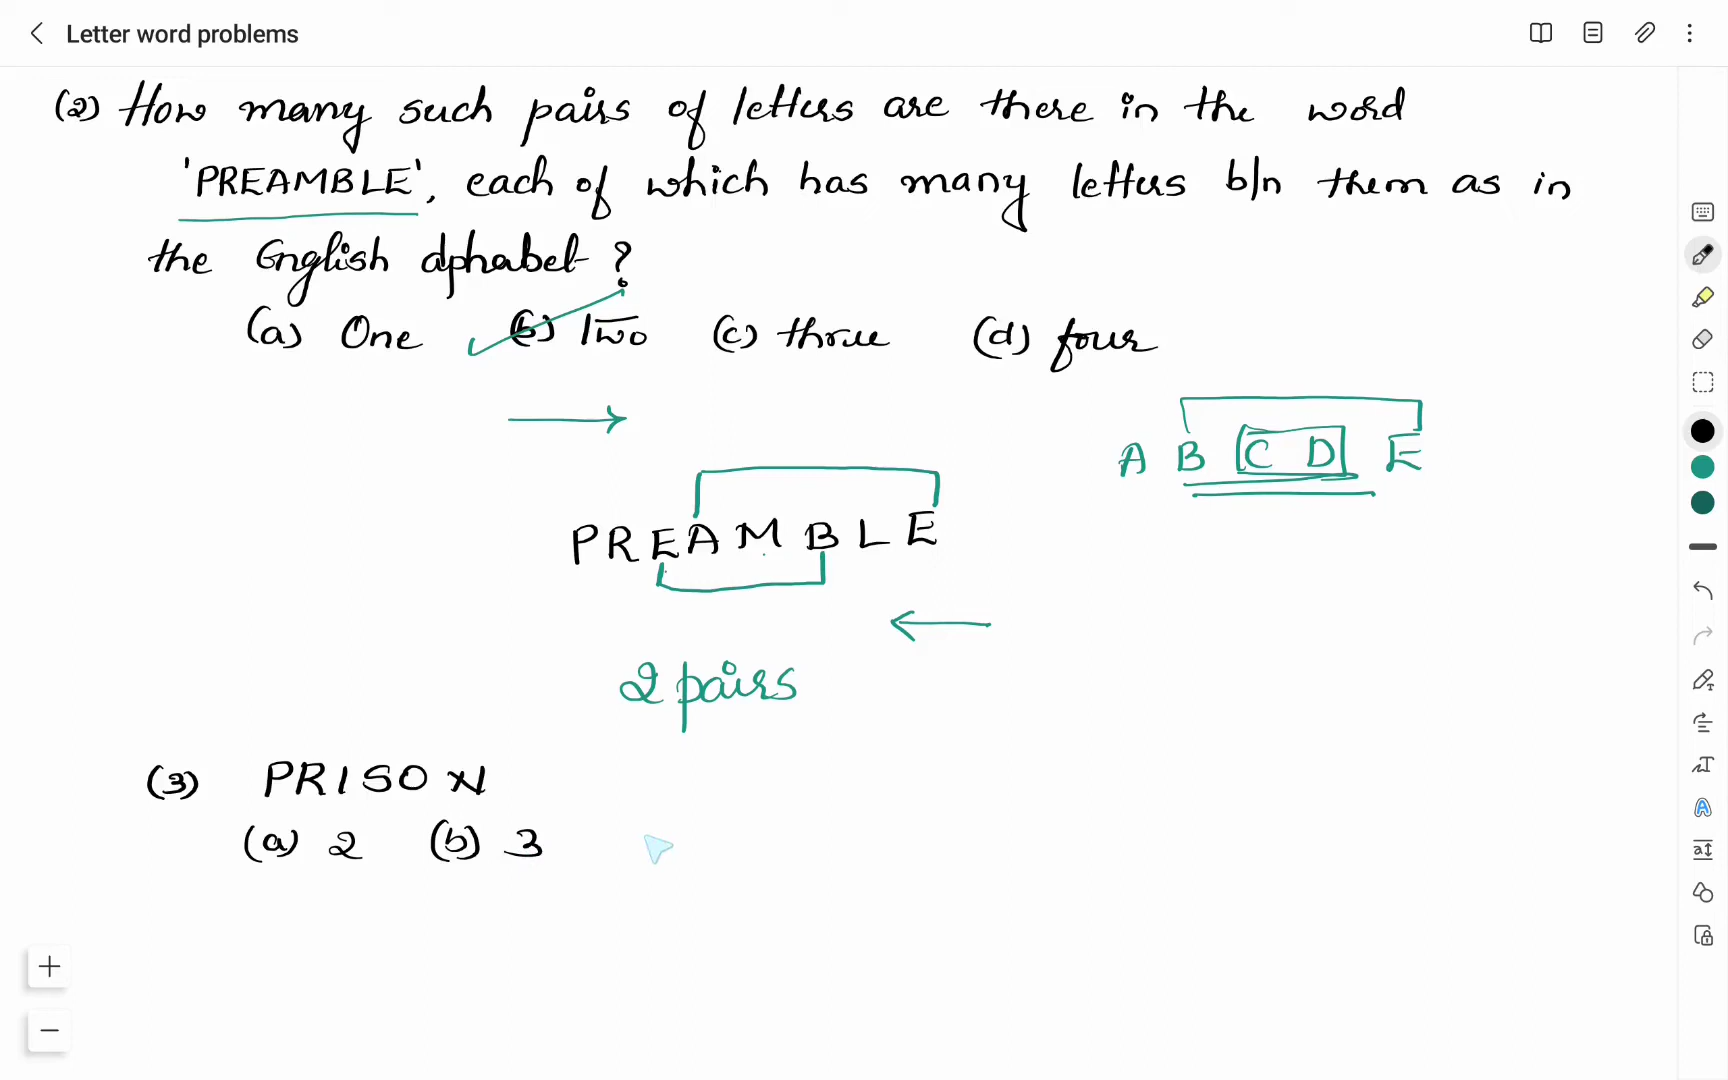 Letter word problems
(2) How many such pairs of letters are there in the word
'PREAMBLE', each of which has many letters b/n them as in
the English alphabet ?
(a) One (b) Two (c) three (d) four
A B C D E
PREAMBLE
2 pairs
(3) PRISON
(a) 2 (b) 3